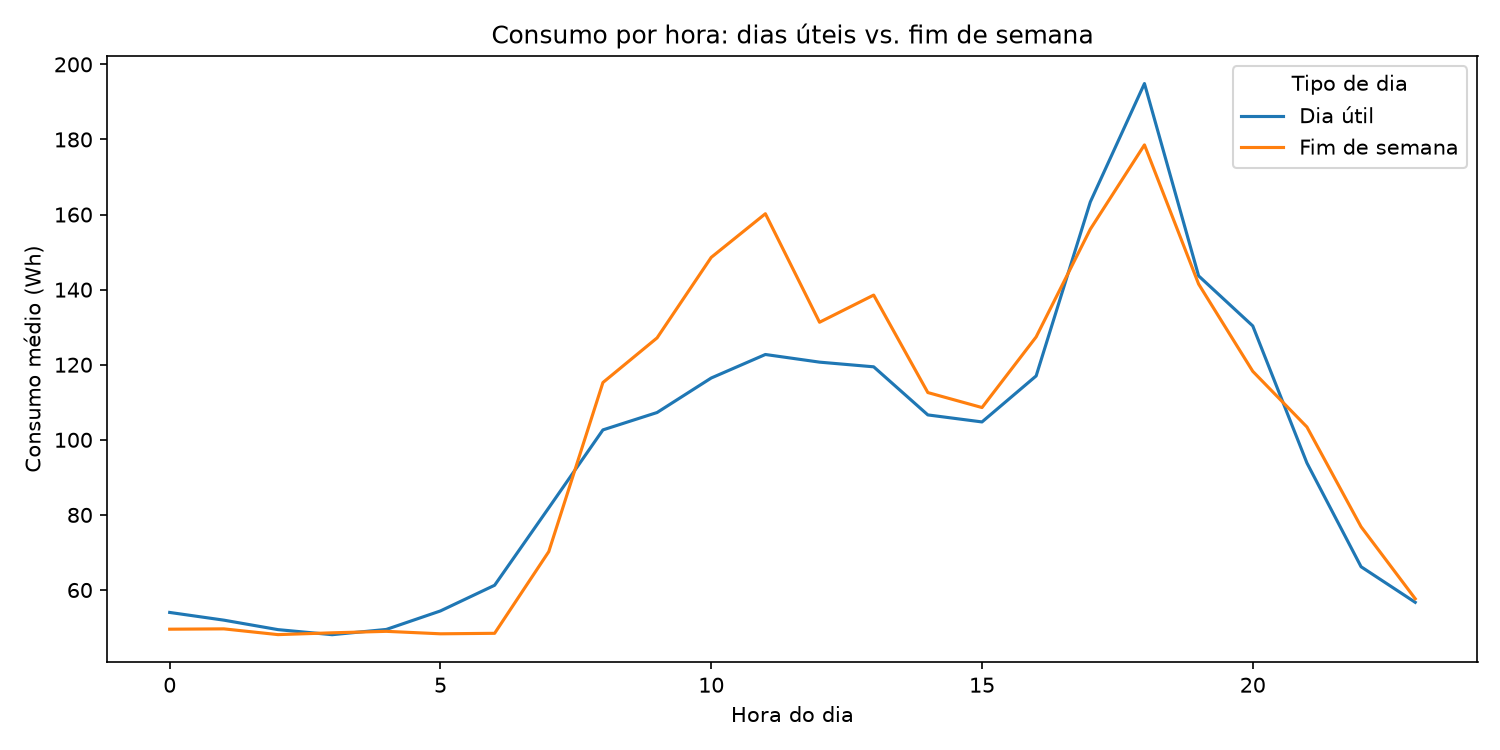 Consumo por hora: dias úteis vs. fim de semana
Tipo de dia
Dia útil
Fim de semana
Consumo médio (Wh)
200
180
160
140
120
100
80
60
0 5 10 15 20
Hora do dia